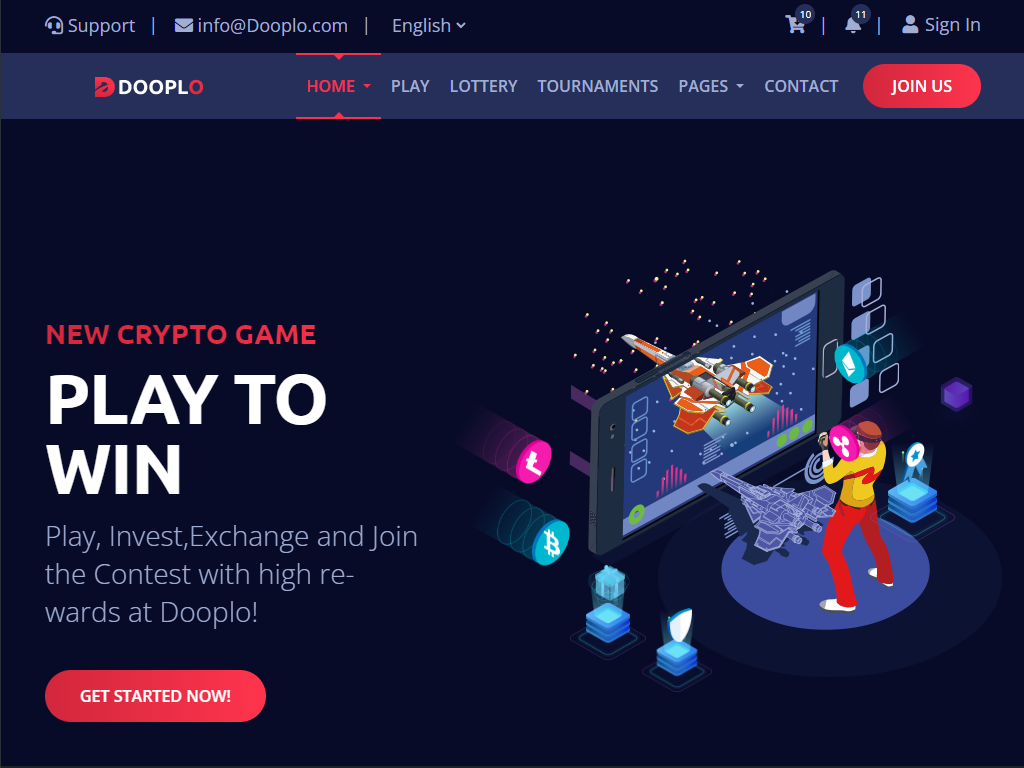 Support | info@Dooplo.com | English 10 | 11 | Sign In
DOOPLO HOME PLAY LOTTERY TOURNAMENTS PAGES CONTACT JOIN US
NEW CRYPTO GAME
PLAY TO
WIN
Play, Invest,Exchange and Join
the Contest with high re-
wards at Dooplo!
GET STARTED NOW!